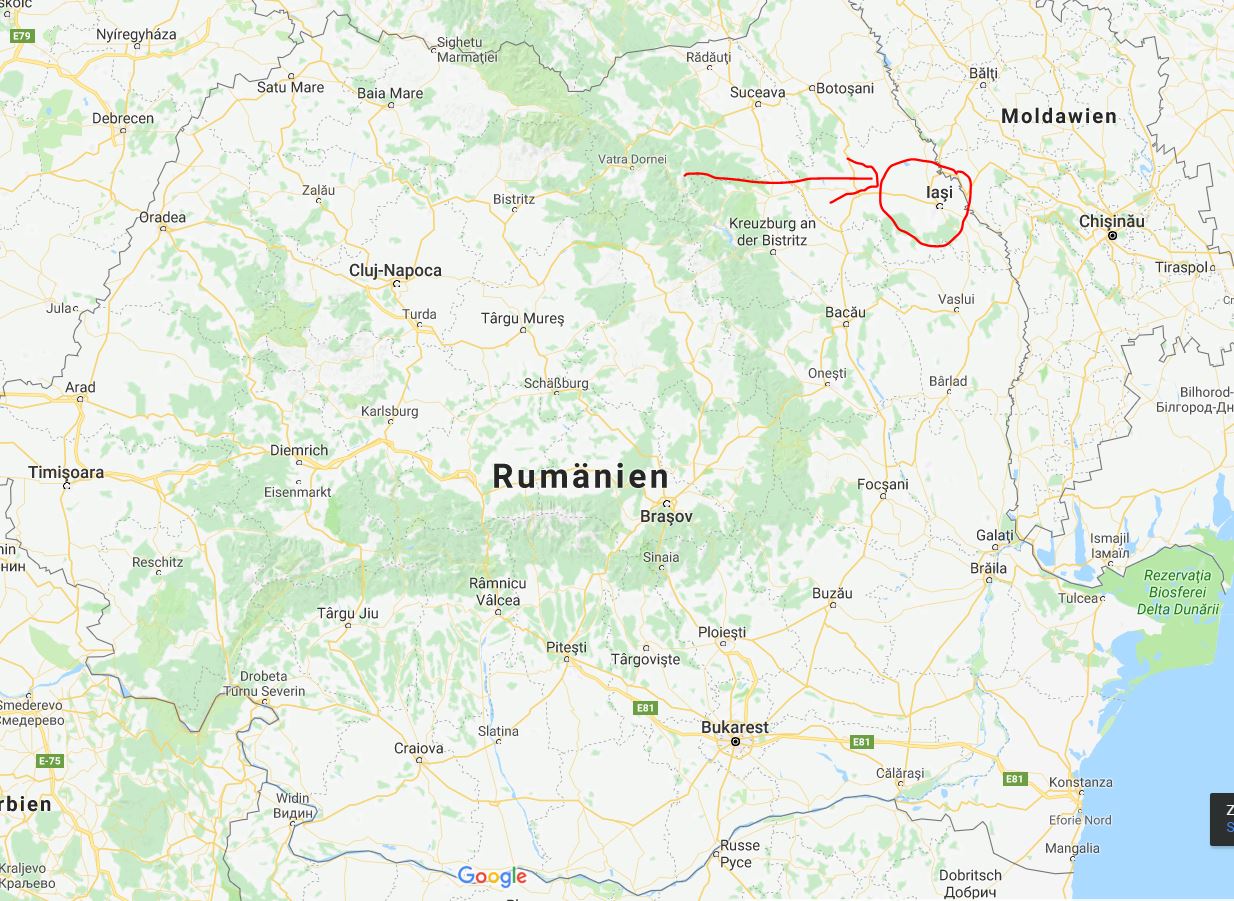 E79
Nyíregyháza
Sighetu
Marmației
Rădăuți
Satu Mare
Baia Mare
Suceava
Botoșani
Bălți
Debrecen
Moldawien
Vatra Dornei
Zalău
Bistritz
Iași
Oradea
Kreuzburg an
der Bistritz
Chișinău
Cluj-Napoca
Tiraspol
Jula
Turda
Târgu Mureș
Bacău
Vaslui
Arad
Schäßburg
Onești
Bârlad
Bilhorod-
Білгород-Дн
Karlsburg
Diemrich
Timișoara
Rumänien
Eisenmarkt
Focșani
Brașov
Galați
Ismajil
Ізмаїл
Reschitz
Sinaia
Brăila
Rezervația
Biosferei
Delta Dunării
Râmnicu
Vâlcea
Buzău
Tulcea
Târgu Jiu
Ploiești
Pitești
Târgoviște
Drobeta
Turnu Severin
Smederevo
Смедерево
E81
Slatina
Bukarest
E81
Craiova
E-75
Călărași
E81
Konstanza
rbien
Widin
Видин
Eforie Nord
Mangalia
Russe
Русе
Kraljevo
Краљево
Google
Dobritsch
Добрич